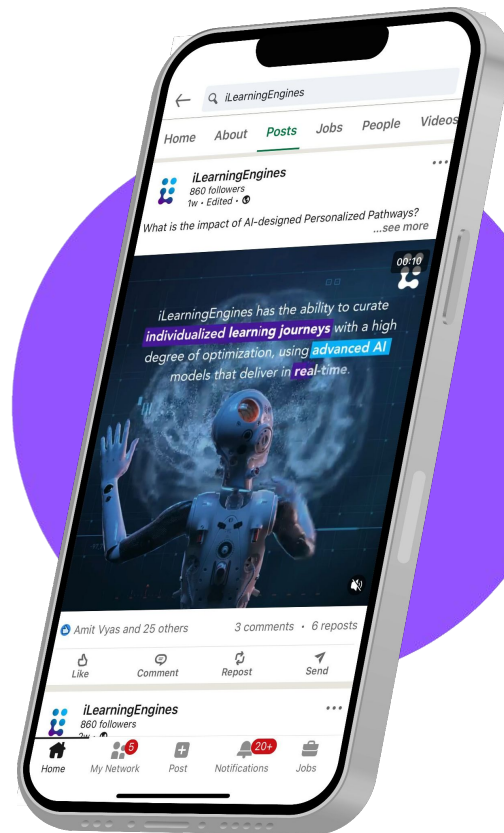 iLearningEngines
Home About Posts Jobs People Videos
iLearningEngines
860 followers
1w • Edited •
What is the impact of AI-designed Personalized Pathways?
...see more
00:10
iLearningEngines has the ability to curate
individualized learning journeys with a high
degree of optimization, using advanced AI
models that deliver in real-time.
Amit Vyas and 25 others 3 comments • 6 reposts
Like Comment Repost Send
iLearningEngines
860 followers
5 20+
Home My Network Post Notifications Jobs